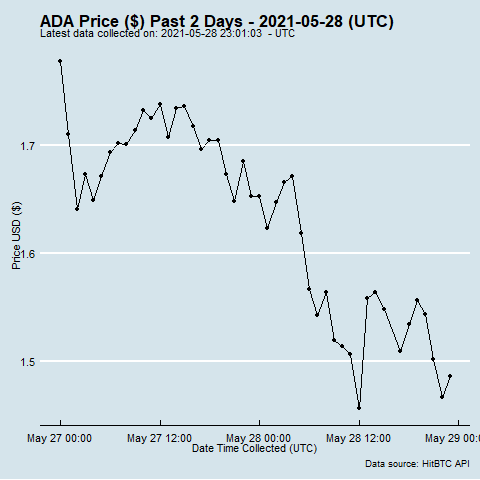 ADA Price ($) Past 2 Days - 2021-05-28 (UTC)
Latest data collected on: 2021-05-28 23:01:03 - UTC
1.7
1.6
1.5
Price USD ($)
May 27 00:00
May 27 12:00
May 28 00:00
May 28 12:00
May 29 00:0
Date Time Collected (UTC)
Data source: HitBTC API